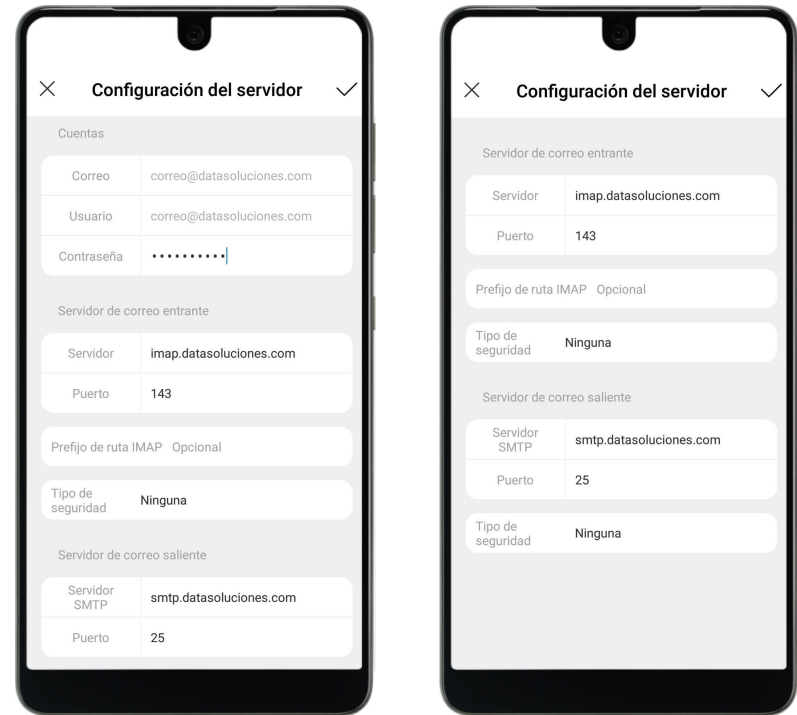 Configuración del servidor
Cuentas
Correo correo@datasoluciones.com
Usuario correo@datasoluciones.com
Contraseña ••••••••••
Servidor de correo entrante
Servidor imap.datasoluciones.com
Puerto 143
Prefijo de ruta IMAP Opcional
Tipo de
seguridad Ninguna
Servidor de correo saliente
Servidor
SMTP smtp.datasoluciones.com
Puerto 25
Configuración del servidor
Servidor de correo entrante
Servidor imap.datasoluciones.com
Puerto 143
Prefijo de ruta IMAP Opcional
Tipo de
seguridad Ninguna
Servidor de correo saliente
Servidor
SMTP smtp.datasoluciones.com
Puerto 25
Tipo de
seguridad Ninguna